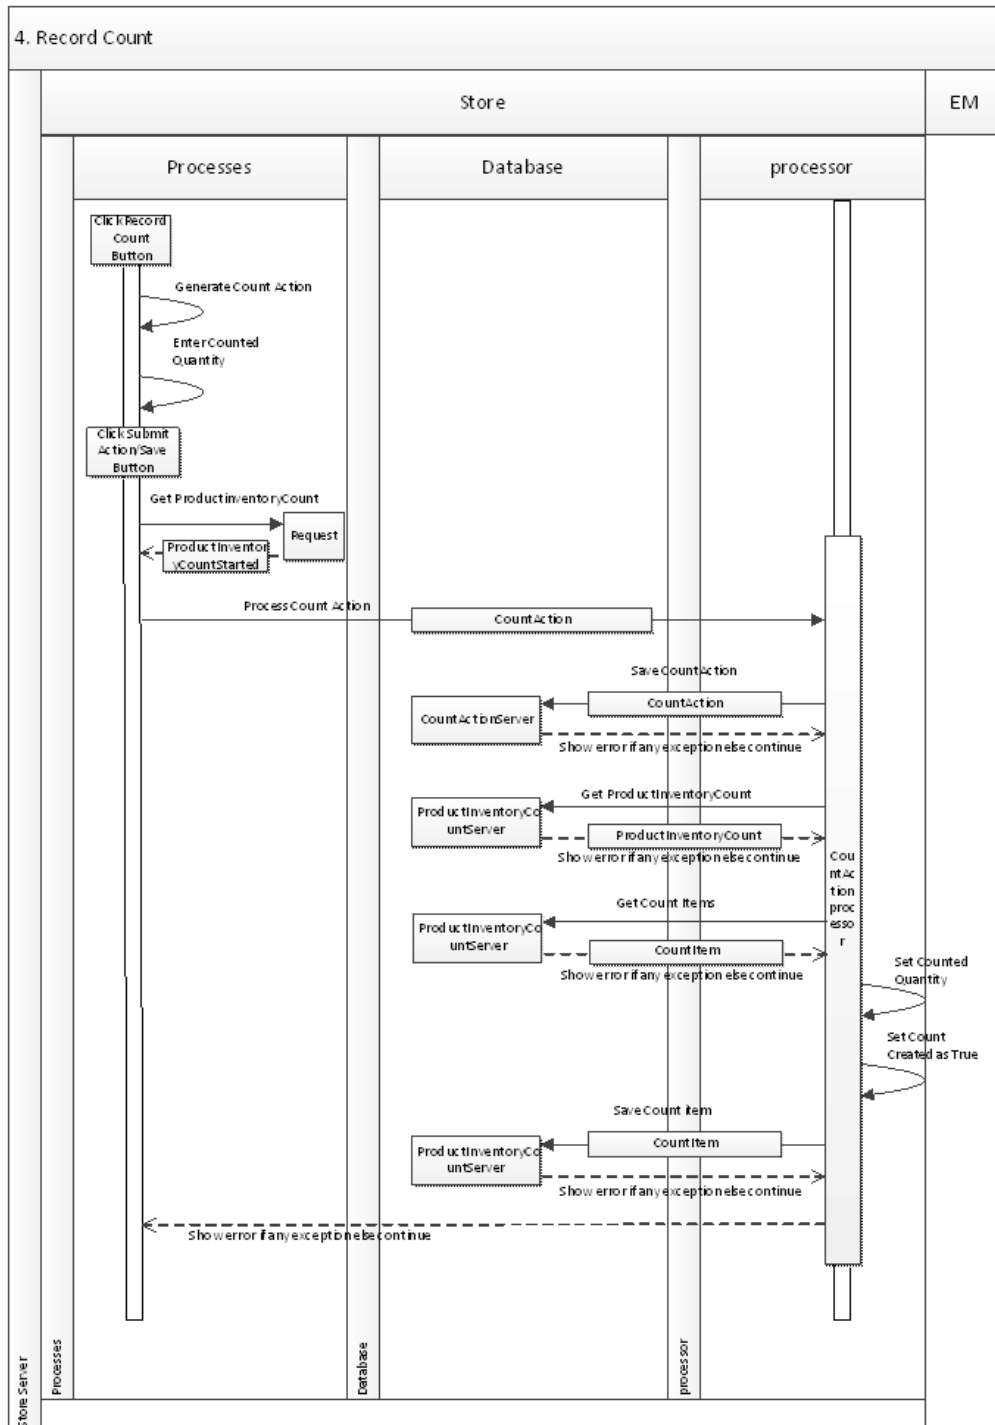 4. Record Count
Store
EM
Processes
Database
processor
Click Record
Count
Button
Generate Count Action
Enter Counted
Quantity
Click Submit
Action/Save
Button
Get ProductinventoryCount
Request
ProductInventor
yCountStarted
Process Count Action
CountAction
Save CountAction
CountAction
CountActionServer
Show error if any exception else continue
Get ProductInventoryCount
ProductInventoryCo
untServer
ProductInventoryCount
Show error if any exception else continue
Cou
ntAc
tion
proc
esso
r
Get Count Items
ProductInventoryCo
untServer
CountItem
Show error if any exception else continue
Set Counted
Quantity
Set Count
Created as True
Save Count Item
CountItem
ProductInventoryCo
untServer
Show error if any exception else continue
Show error if any exception else continue
Store Server
Processes
Database
processor